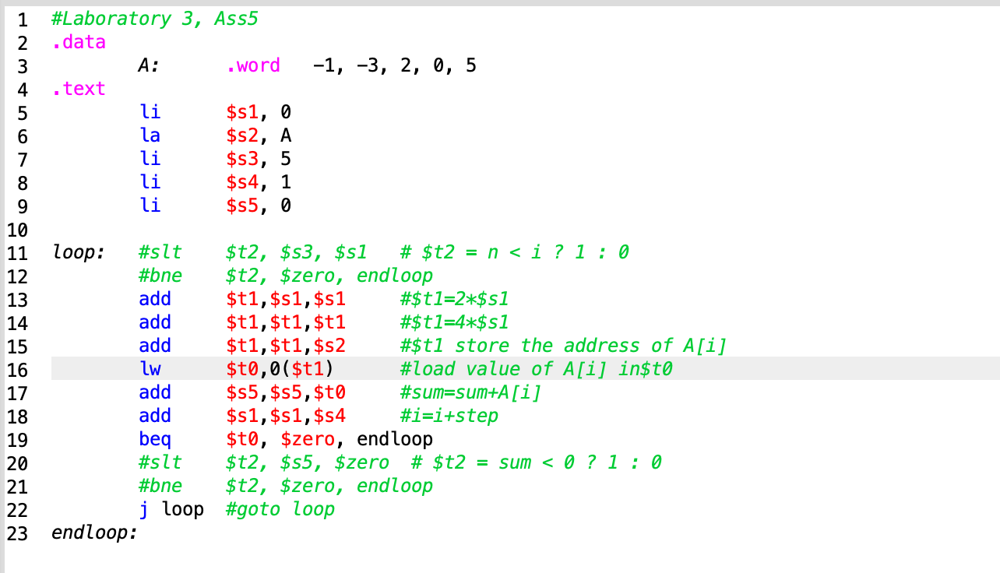 1 #Laboratory 3, Ass5
2 .data
3 A: .word -1, -3, 2, 0, 5
4 .text
5 li $s1, 0
6 la $s2, A
7 li $s3, 5
8 li $s4, 1
9 li $s5, 0
10
11 loop: #slt $t2, $s3, $s1 # $t2 = n < i ? 1 : 0
12 #bne $t2, $zero, endloop
13 add $t1,$s1,$s1 #$t1=2*$s1
14 add $t1,$t1,$t1 #$t1=4*$s1
15 add $t1,$t1,$s2 #$t1 store the address of A[i]
16 lw $t0,0($t1) #load value of A[i] in$t0
17 add $s5,$s5,$t0 #sum=sum+A[i]
18 add $s1,$s1,$s4 #i=i+step
19 beq $t0, $zero, endloop
20 #slt $t2, $s5, $zero # $t2 = sum < 0 ? 1 : 0
21 #bne $t2, $zero, endloop
22 j loop #goto loop
23 endloop: